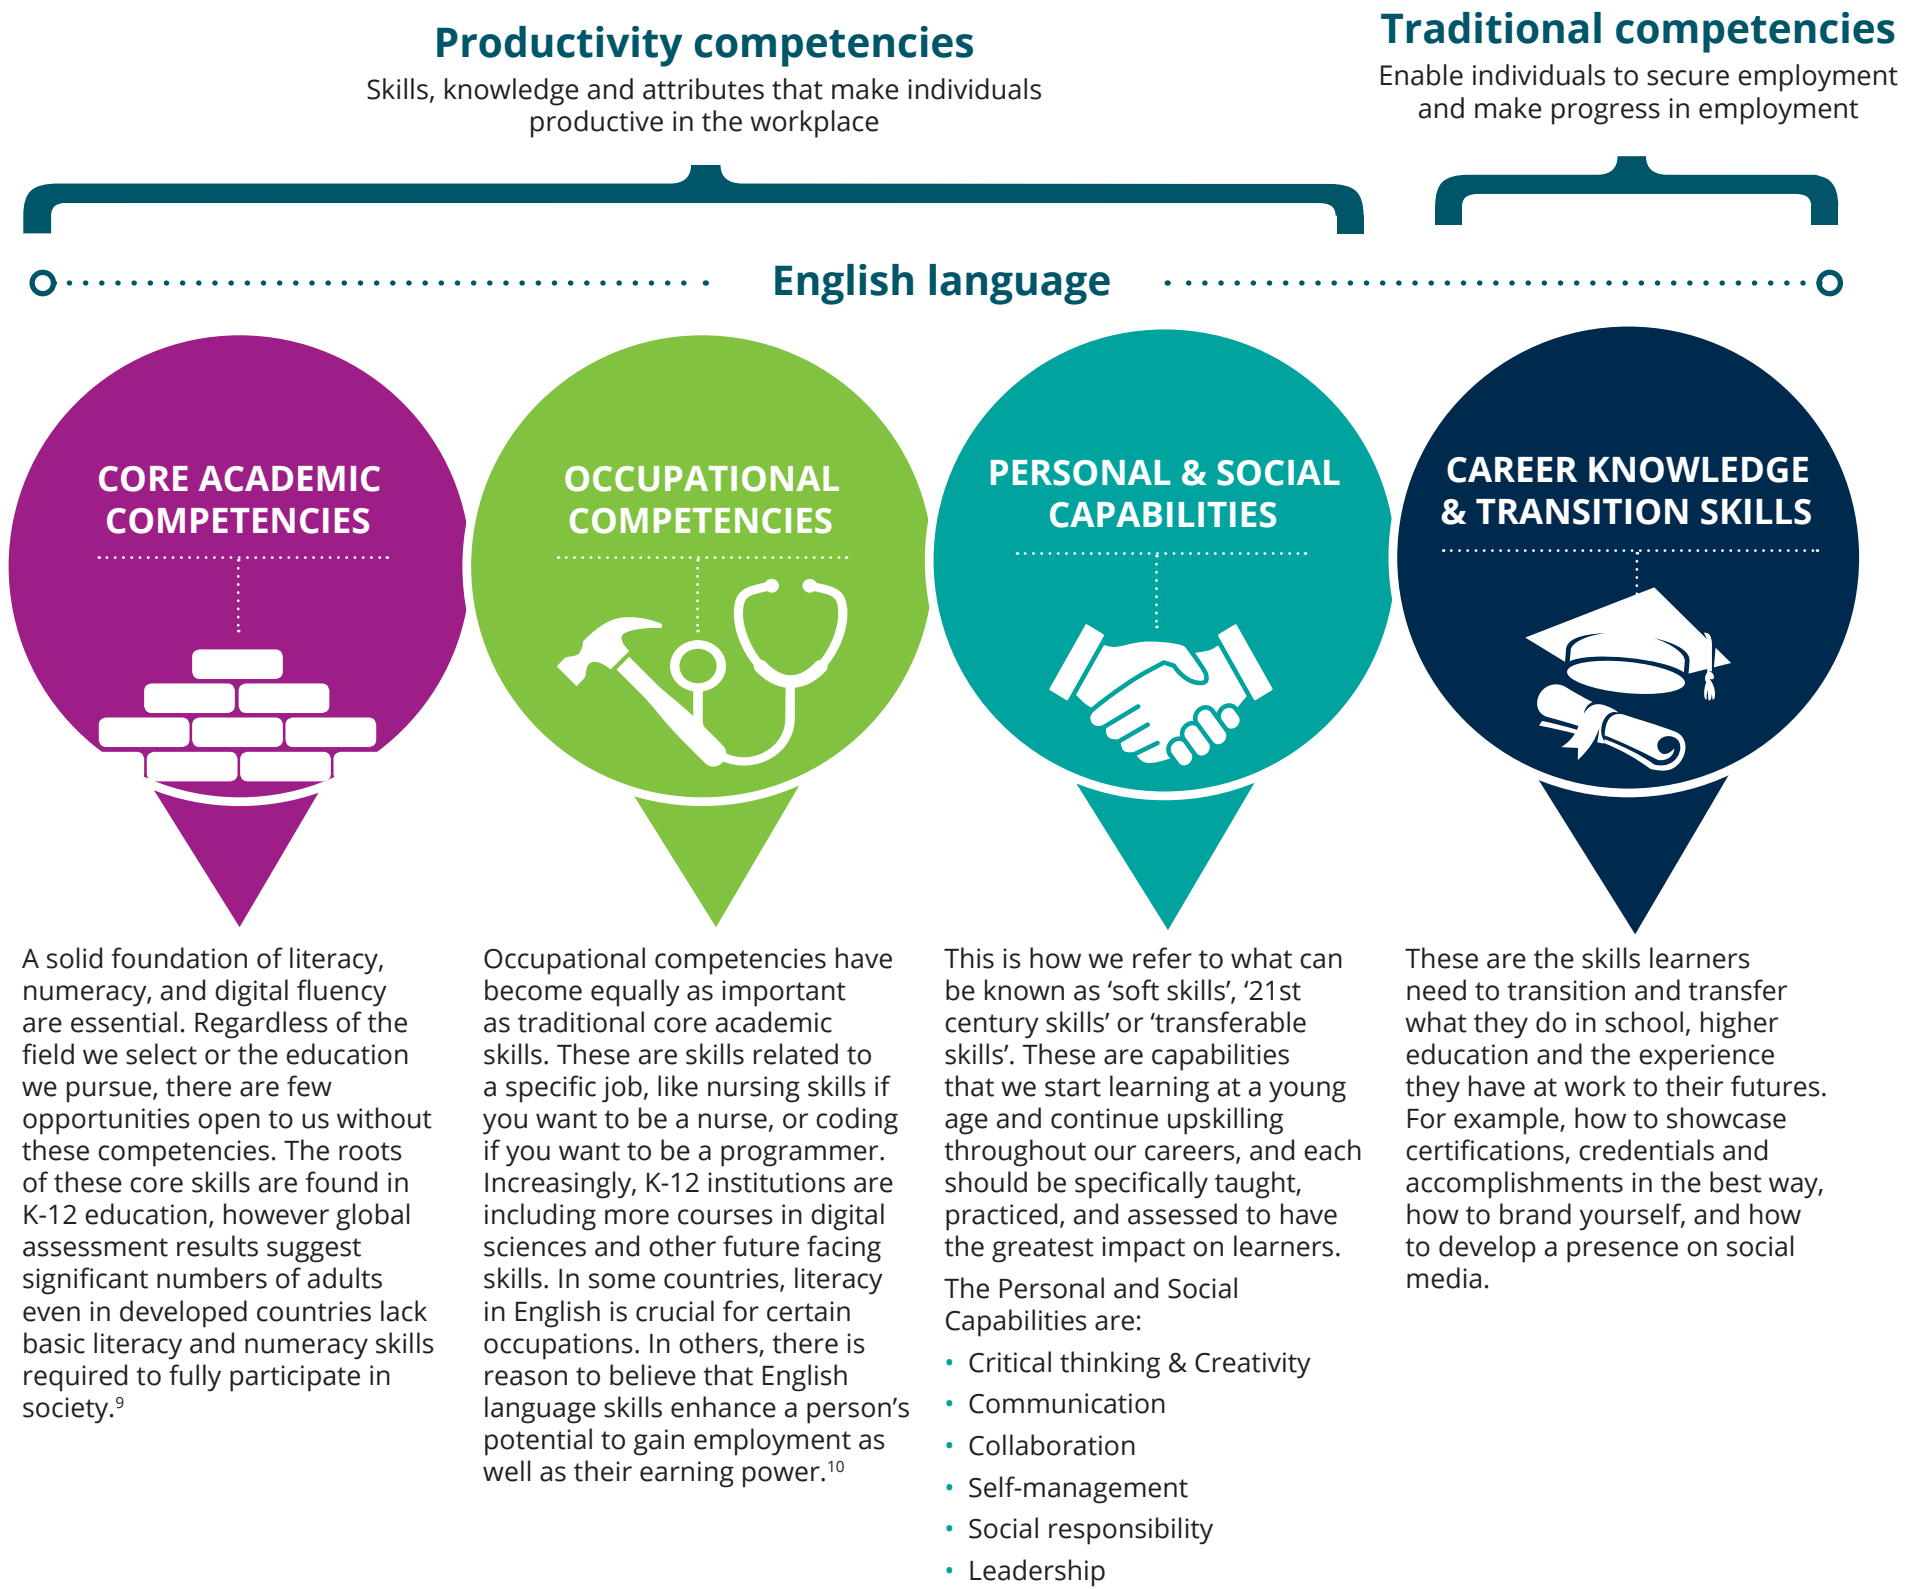 Productivity competencies
Skills, knowledge and attributes that make individuals
productive in the workplace
Traditional competencies
Enable individuals to secure employment
and make progress in employment
English language
CORE ACADEMIC
COMPETENCIES
A solid foundation of literacy,
numeracy, and digital fluency
are essential. Regardless of the
field we select or the education
we pursue, there are few
opportunities open to us without
these competencies. The roots
of these core skills are found in
K-12 education, however global
assessment results suggest
significant numbers of adults
even in developed countries lack
basic literacy and numeracy skills
required to fully participate in
society.⁹
OCCUPATIONAL
COMPETENCIES
Occupational competencies have
become equally as important
as traditional core academic
skills. These are skills related to
a specific job, like nursing skills if
you want to be a nurse, or coding
if you want to be a programmer.
Increasingly, K-12 institutions are
including more courses in digital
sciences and other future facing
skills. In some countries, literacy
in English is crucial for certain
occupations. In others, there is
reason to believe that English
language skills enhance a person’s
potential to gain employment as
well as their earning power.¹⁰
PERSONAL & SOCIAL
CAPABILITIES
This is how we refer to what can
be known as ‘soft skills’, ‘21st
century skills’ or ‘transferable
skills’. These are capabilities
that we start learning at a young
age and continue upskilling
throughout our careers, and each
should be specifically taught,
practiced, and assessed to have
the greatest impact on learners.
The Personal and Social
Capabilities are:
• Critical thinking & Creativity
• Communication
• Collaboration
• Self-management
• Social responsibility
• Leadership
CAREER KNOWLEDGE
& TRANSITION SKILLS
These are the skills learners
need to transition and transfer
what they do in school, higher
education and the experience
they have at work to their futures.
For example, how to showcase
certifications, credentials and
accomplishments in the best way,
how to brand yourself, and how
to develop a presence on social
media.